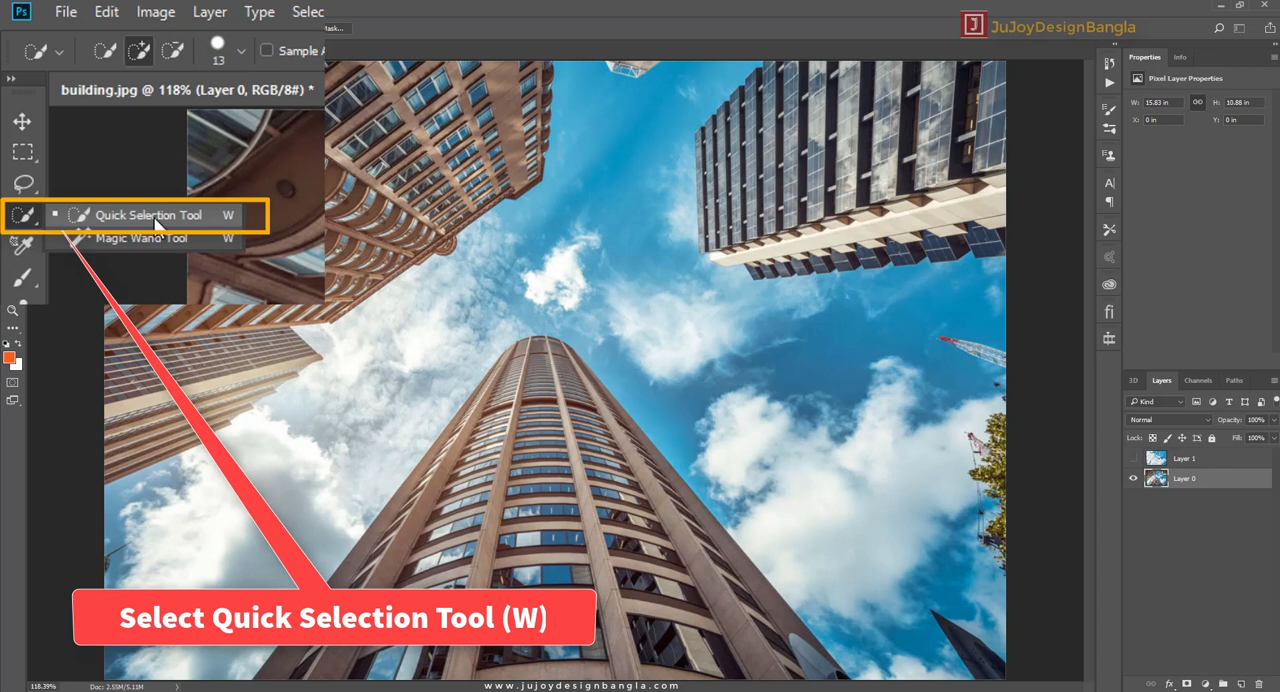 Ps File Edit Image Layer Type Selec
Mask...
J JuJoyDesignBangla
13 Sample A
building.jpg @ 118% (Layer 0, RGB/8#) *
Quick Selection Tool W
Magic Wand Tool W
Properties Info
Pixel Layer Properties
W: 15.83 in H: 10.88 in
X: 0 in Y: 0 in
3D Layers Channels Paths
Kind
Normal Opacity: 100%
Lock: Fill: 100%
Layer 1
Layer 0
Select Quick Selection Tool (W)
118.39% Doc: 2.55M/5.11M
www.jujoydesignbangla.com
fx